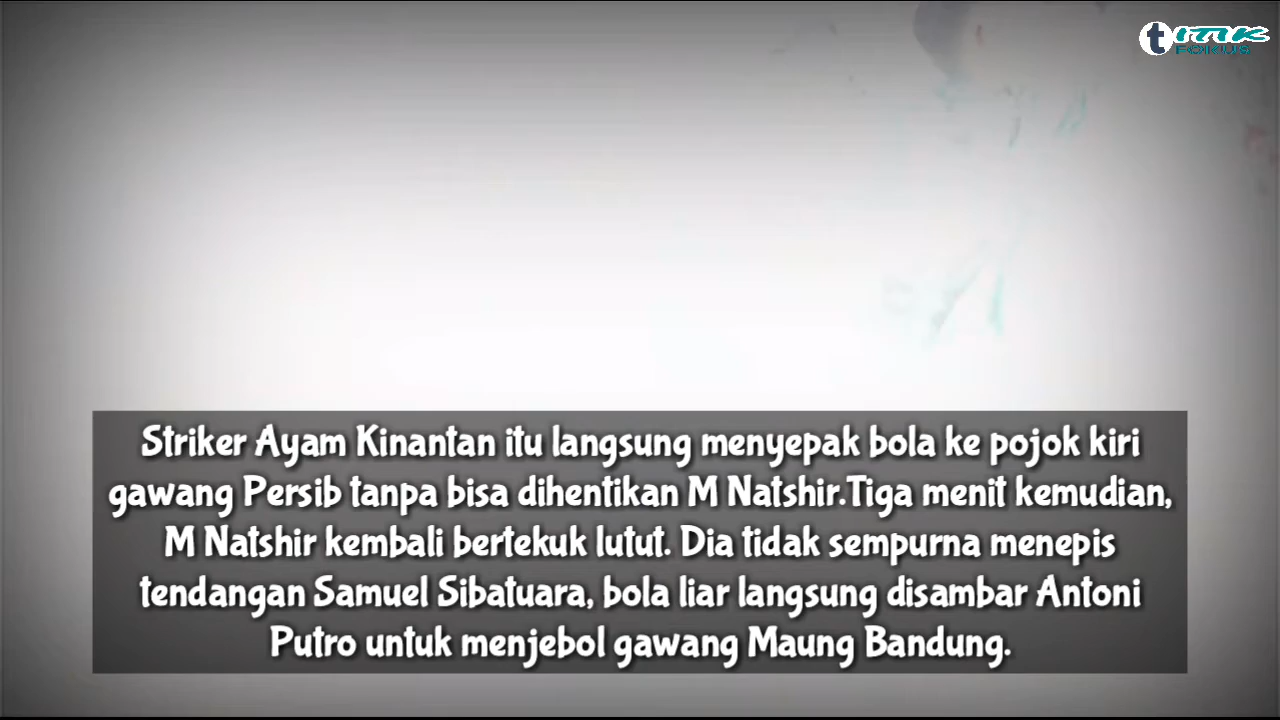 titik
FOKUS
Striker Ayam Kinantan itu langsung menyepak bola ke pojok kiri
gawang Persib tanpa bisa dihentikan M Natshir.Tiga menit kemudian,
M Natshir kembali bertekuk lutut. Dia tidak sempurna menepis
tendangan Samuel Sibatuara, bola liar langsung disambar Antoni
Putro untuk menjebol gawang Maung Bandung.